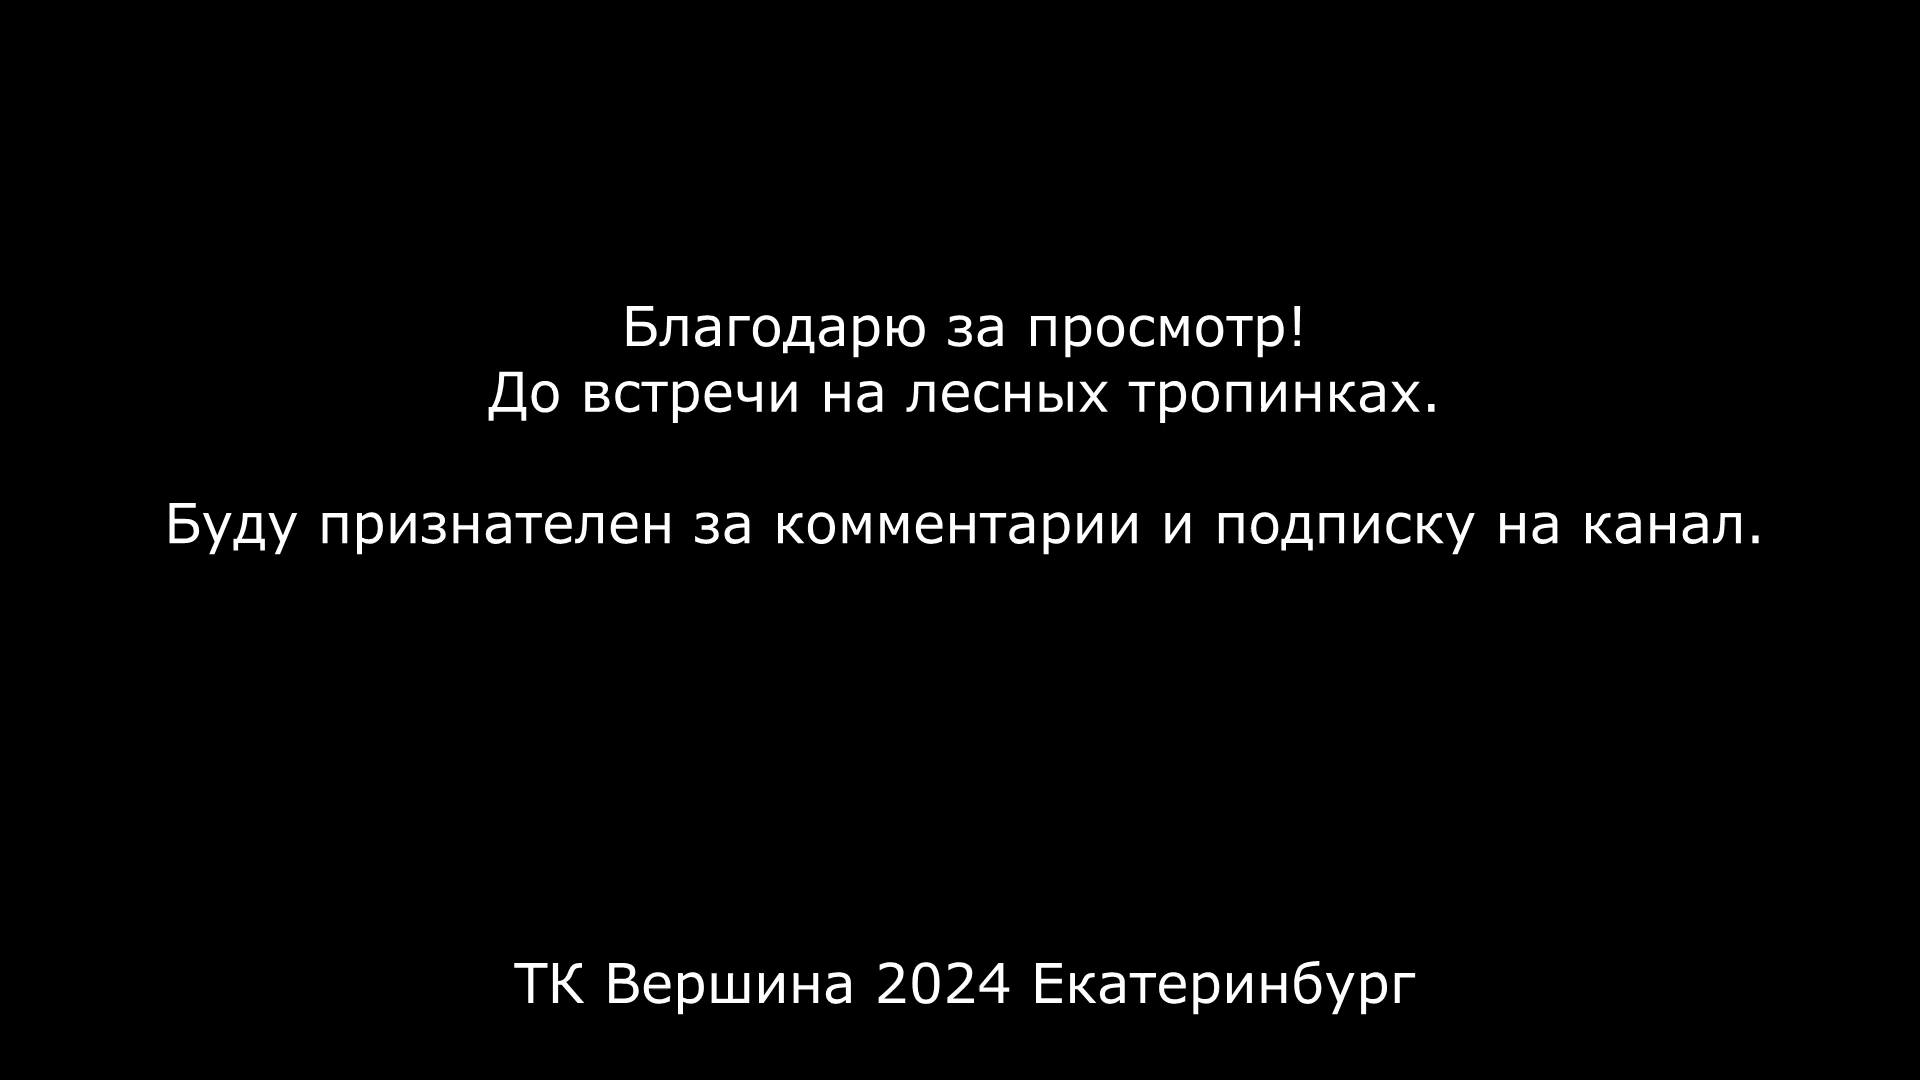 Благодарю за просмотр!
До встречи на лесных тропинках.
Буду признателен за комментарии и подписку на канал.
ТК Вершина 2024 Екатеринбург